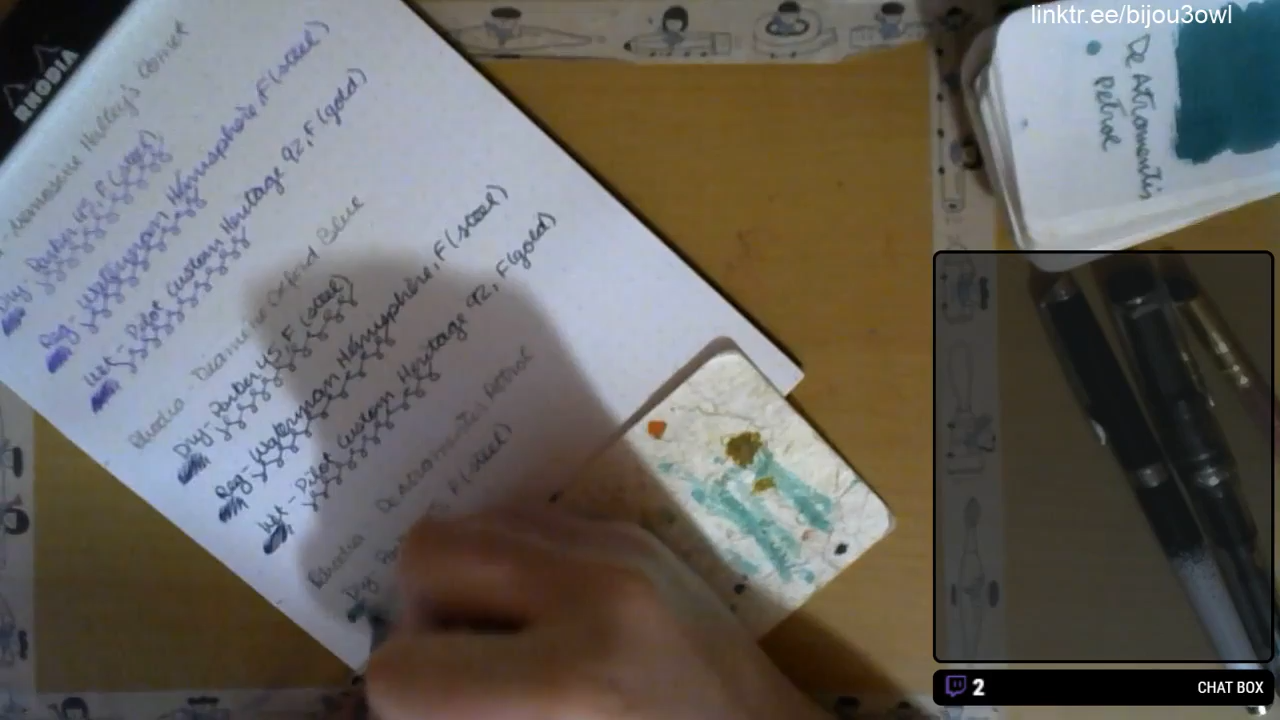 linktr.ee/bijou3owl
RHODIA
Halley's Comet
Dry - Parker 45 F (steel)
Reg - Waterman Hémisphère, F (steel)
Wet - Pilot Custom Heritage 92, F (gold)
Rhodia - Diamine Oxford Blue
Dry - Parker 45 F (steel)
Reg - Waterman Hémisphère, F (steel)
Wet - Pilot Custom Heritage 92, F (gold)
Rhodia - De Atramentis Petrol
Dry - F (steel)
De Atramentis
Petrol
2
CHAT BOX